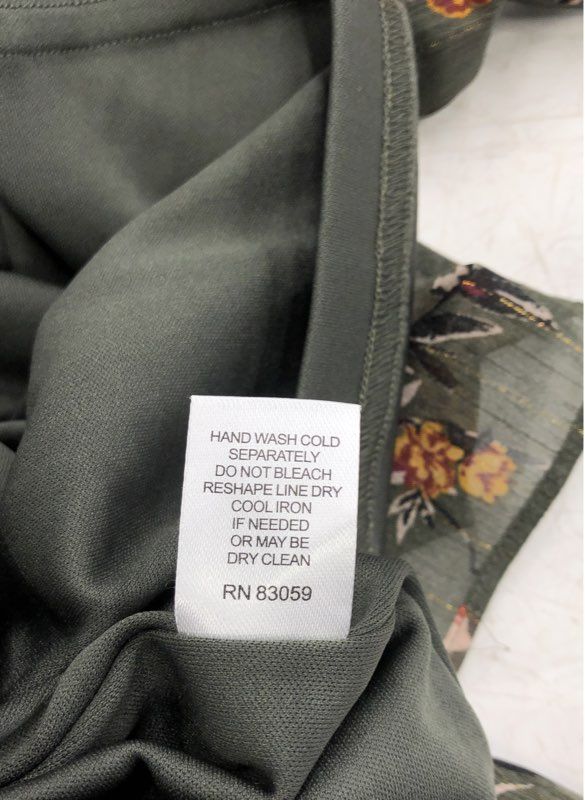 HAND WASH COLD
SEPARATELY
DO NOT BLEACH
RESHAPE LINE DRY
COOL IRON
IF NEEDED
OR MAY BE
DRY CLEAN
RN 83059